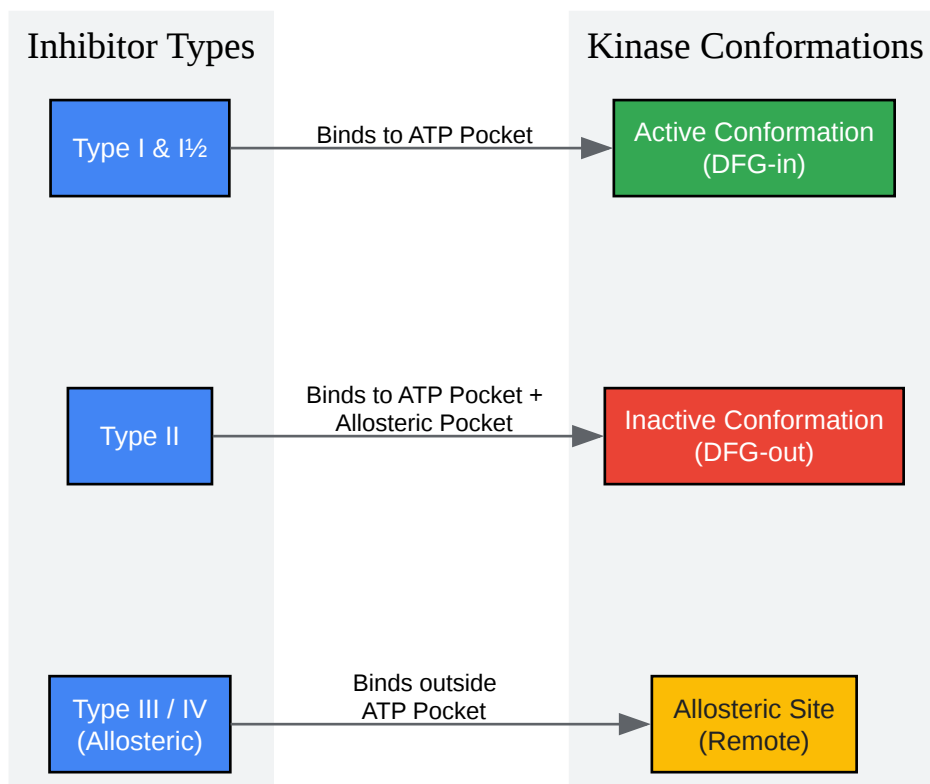 Inhibitor Types
Kinase Conformations
Type I & I½
Binds to ATP Pocket
Active Conformation
(DFG-in)
Type II
Binds to ATP Pocket +
Allosteric Pocket
Inactive Conformation
(DFG-out)
Type III / IV
(Allosteric)
Binds outside
ATP Pocket
Allosteric Site
(Remote)